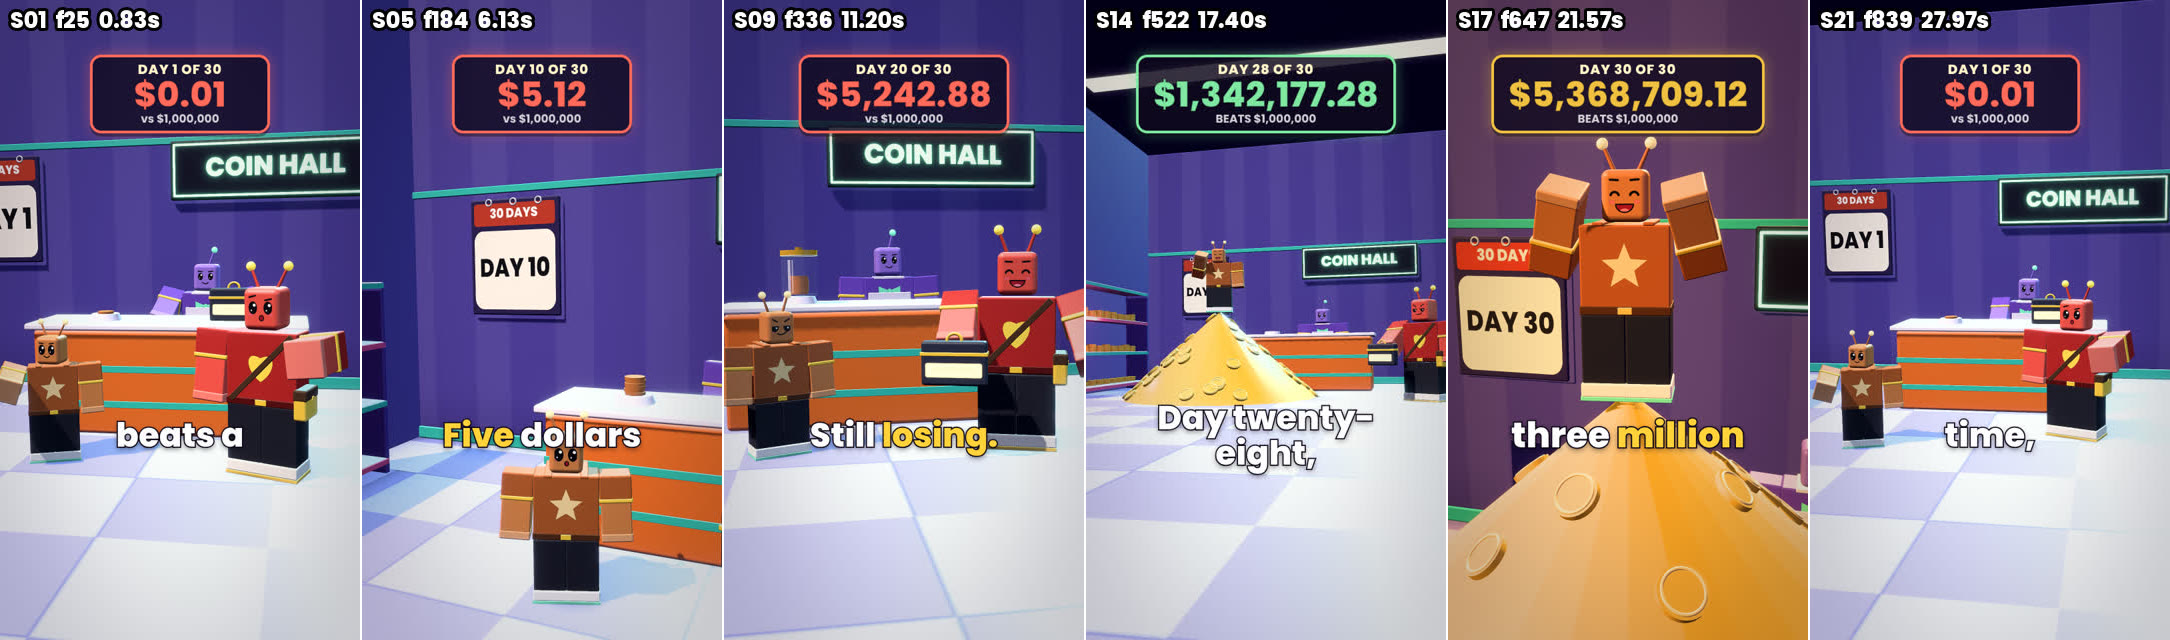 S01 f25 0.83s
DAY 1 OF 30
$0.01
vs $1,000,000
AYS
AY 1
COIN HALL
beats a
S05 f184 6.13s
DAY 10 OF 30
$5.12
vs $1,000,000
30 DAYS
DAY 10
Five dollars
S09 f336 11.20s
DAY 20 OF 30
$5,242.88
vs $1,000,000
COIN HALL
Still losing.
S14 f522 17.40s
DAY 28 OF 30
$1,342,177.28
BEATS $1,000,000
COIN HALL
DAY
Day twenty-
eight,
S17 f647 21.57s
DAY 30 OF 30
$5,368,709.12
BEATS $1,000,000
30 DAY
DAY 30
three million
S21 f839 27.97s
DAY 1 OF 30
$0.01
vs $1,000,000
30 DAYS
DAY 1
COIN HALL
time,